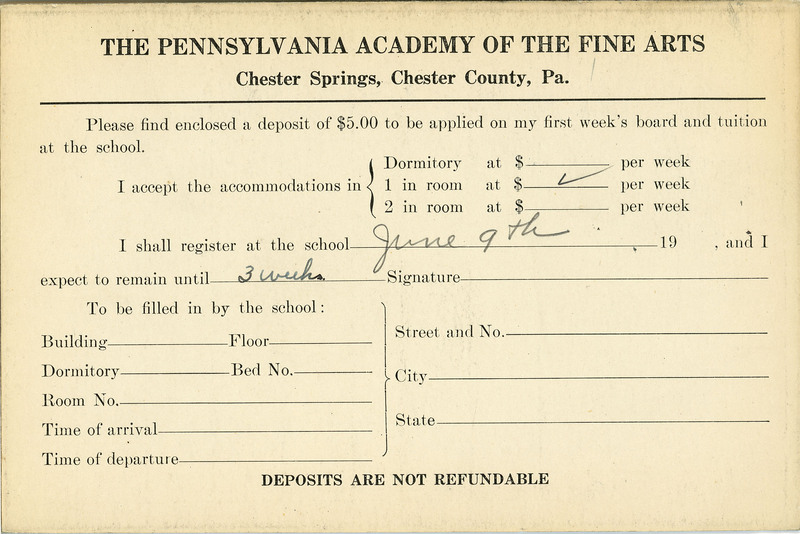 THE PENNSYLVANIA ACADEMY OF THE FINE ARTS
Chester Springs, Chester County, Pa.
Please find enclosed a deposit of $5.00 to be applied on my first week's board and tuition
at the school.
Dormitory at $ per week
I accept the accommodations in 1 in room at $ ✓ per week
2 in room at $ per week
I shall register at the school June 9th 19 , and I
expect to remain until 3 weeks. Signature
To be filled in by the school:
Building Floor
Dormitory Bed No.
Room No.
Time of arrival
Time of departure
Street and No.
City
State
DEPOSITS ARE NOT REFUNDABLE